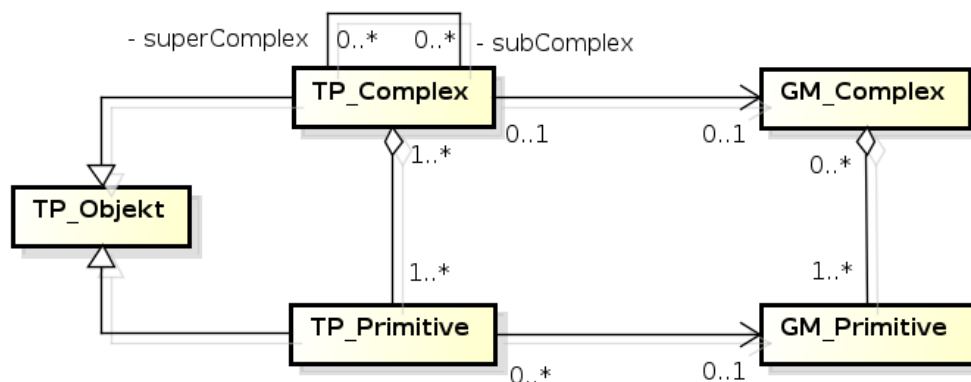 - superComplex 0..* 0..* - subComplex
TP_Complex
GM_Complex
0..1
0..1
1..*
0..*
TP_Objekt
1..*
1..*
TP_Primitive
GM_Primitive
0..*
0..1